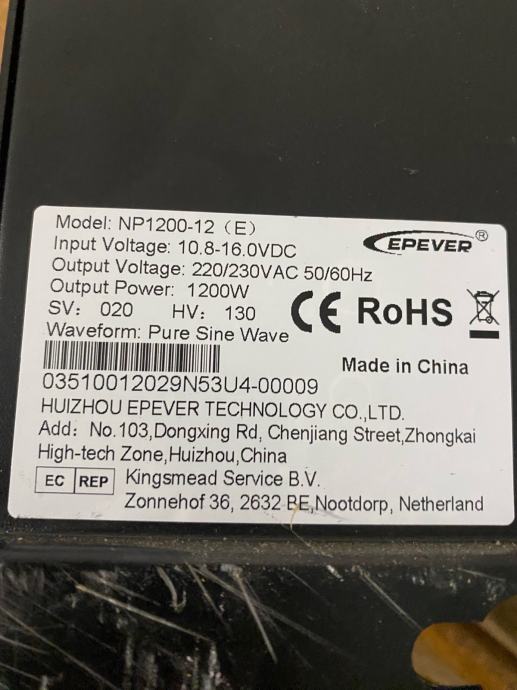 Model: NP1200-12 (E)
EPEVER®
Input Voltage: 10.8-16.0VDC
Output Voltage: 220/230VAC 50/60Hz
Output Power: 1200W
SV: 020 HV: 130
CE RoHS
Waveform: Pure Sine Wave
Made in China
03510012029N53U4-00009
HUIZHOU EPEVER TECHNOLOGY CO.,LTD.
Add: No.103,Dongxing Rd, Chenjiang Street,Zhongkai
High-tech Zone,Huizhou,China
EC REP Kingsmead Service B.V.
Zonnehof 36, 2632 BE,Nootdorp, Netherland